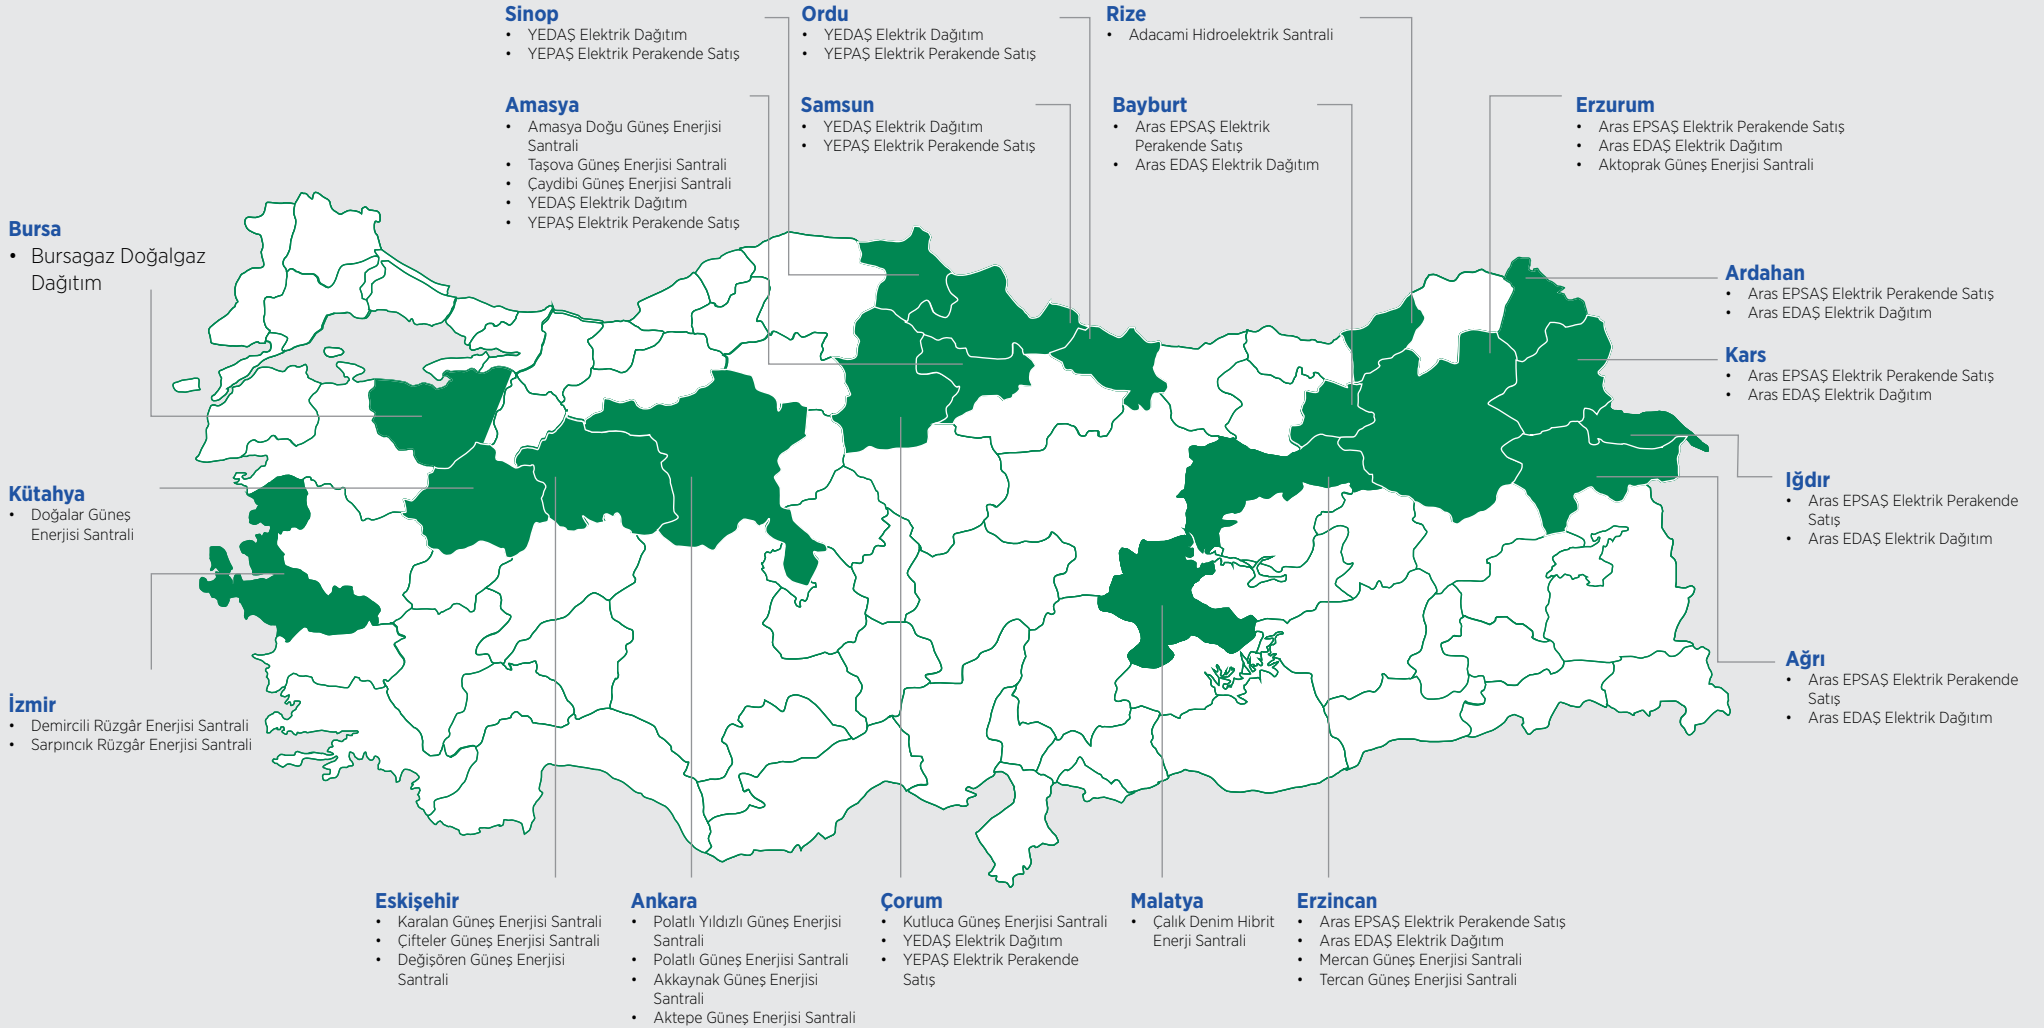 Sinop
• YEDAŞ Elektrik Dağıtım
• YEPAŞ Elektrik Perakende Satış
Ordu
• YEDAŞ Elektrik Dağıtım
• YEPAŞ Elektrik Perakende Satış
Rize
• Adacami Hidroelektrik Santrali
Amasya
• Amasya Doğu Güneş Enerjisi
Santrali
• Taşova Güneş Enerjisi Santrali
• Çaydibi Güneş Enerjisi Santrali
• YEDAŞ Elektrik Dağıtım
• YEPAŞ Elektrik Perakende Satış
Samsun
• YEDAŞ Elektrik Dağıtım
• YEPAŞ Elektrik Perakende Satış
Bayburt
• Aras EPSAŞ Elektrik
Perakende Satış
• Aras EDAŞ Elektrik Dağıtım
Erzurum
• Aras EPSAŞ Elektrik Perakende Satış
• Aras EDAŞ Elektrik Dağıtım
• Aktoprak Güneş Enerjisi Santrali
Bursa
• Bursagaz Doğalgaz
Dağıtım
Ardahan
• Aras EPSAŞ Elektrik Perakende Satış
• Aras EDAŞ Elektrik Dağıtım
Kars
• Aras EPSAŞ Elektrik Perakende Satış
• Aras EDAŞ Elektrik Dağıtım
Kütahya
• Doğalar Güneş
Enerjisi Santrali
Iğdır
• Aras EPSAŞ Elektrik Perakende
Satış
• Aras EDAŞ Elektrik Dağıtım
Ağrı
• Aras EPSAŞ Elektrik Perakende
Satış
• Aras EDAŞ Elektrik Dağıtım
İzmir
• Demircili Rüzgâr Enerjisi Santrali
• Sarpıncık Rüzgâr Enerjisi Santrali
Eskişehir
• Karalan Güneş Enerjisi Santrali
• Çifteler Güneş Enerjisi Santrali
• Değişören Güneş Enerjisi
Santrali
Ankara
• Polatlı Yıldızlı Güneş Enerjisi
Santrali
• Polatlı Güneş Enerjisi Santrali
• Akkaynak Güneş Enerjisi
Santrali
• Aktepe Güneş Enerjisi Santrali
Çorum
• Kutluca Güneş Enerjisi Santrali
• YEDAŞ Elektrik Dağıtım
• YEPAŞ Elektrik Perakende
Satış
Malatya
• Çalık Denim Hibrit
Enerji Santrali
Erzincan
• Aras EPSAŞ Elektrik Perakende Satış
• Aras EDAŞ Elektrik Dağıtım
• Mercan Güneş Enerjisi Santrali
• Tercan Güneş Enerjisi Santrali